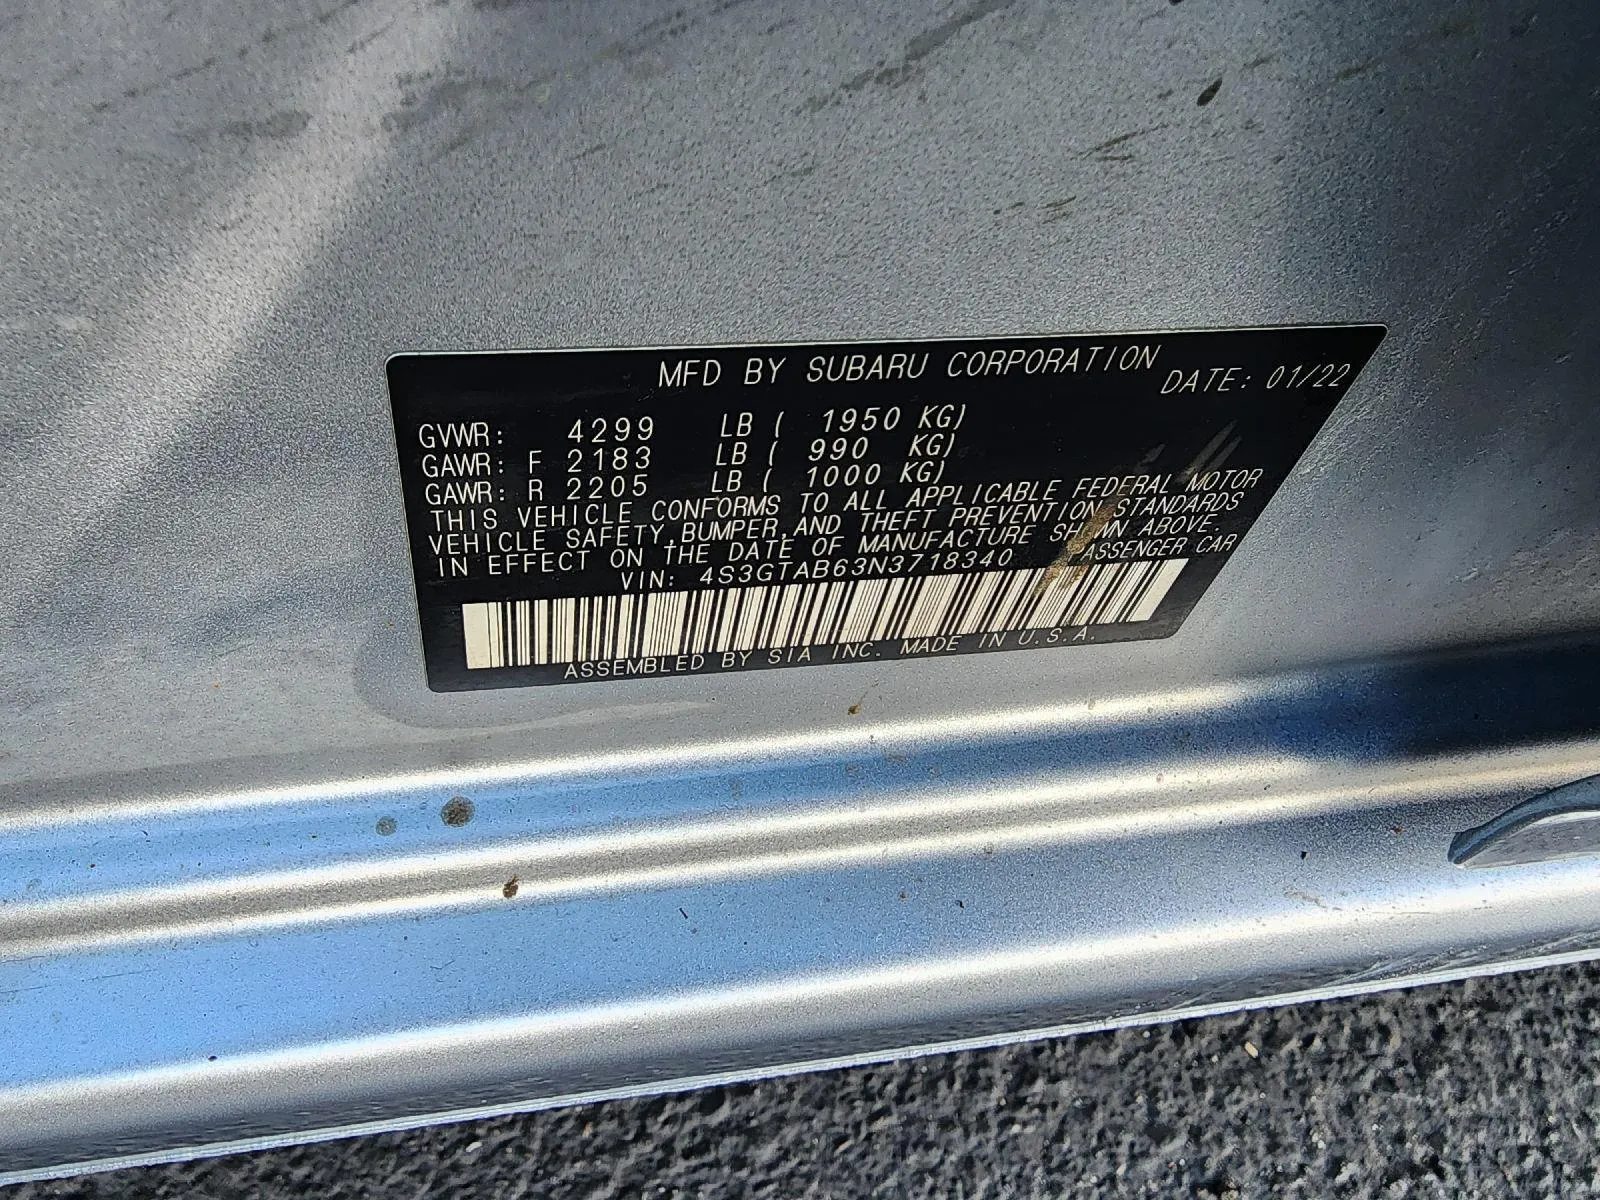 MFD BY SUBARU CORPORATION DATE: 01/22
GVWR: 4299 LB ( 1950 KG)
GAWR: F 2183 LB ( 990 KG)
GAWR: R 2205 LB ( 1000 KG)
THIS VEHICLE CONFORMS TO ALL APPLICABLE FEDERAL MOTOR
VEHICLE SAFETY, BUMPER, AND THEFT PREVENTION STANDARDS
IN EFFECT ON THE DATE OF MANUFACTURE SHOWN ABOVE.
VIN: 4S3GTAB63N3718340 PASSENGER CAR
ASSEMBLED BY SIA INC. MADE IN U.S.A.